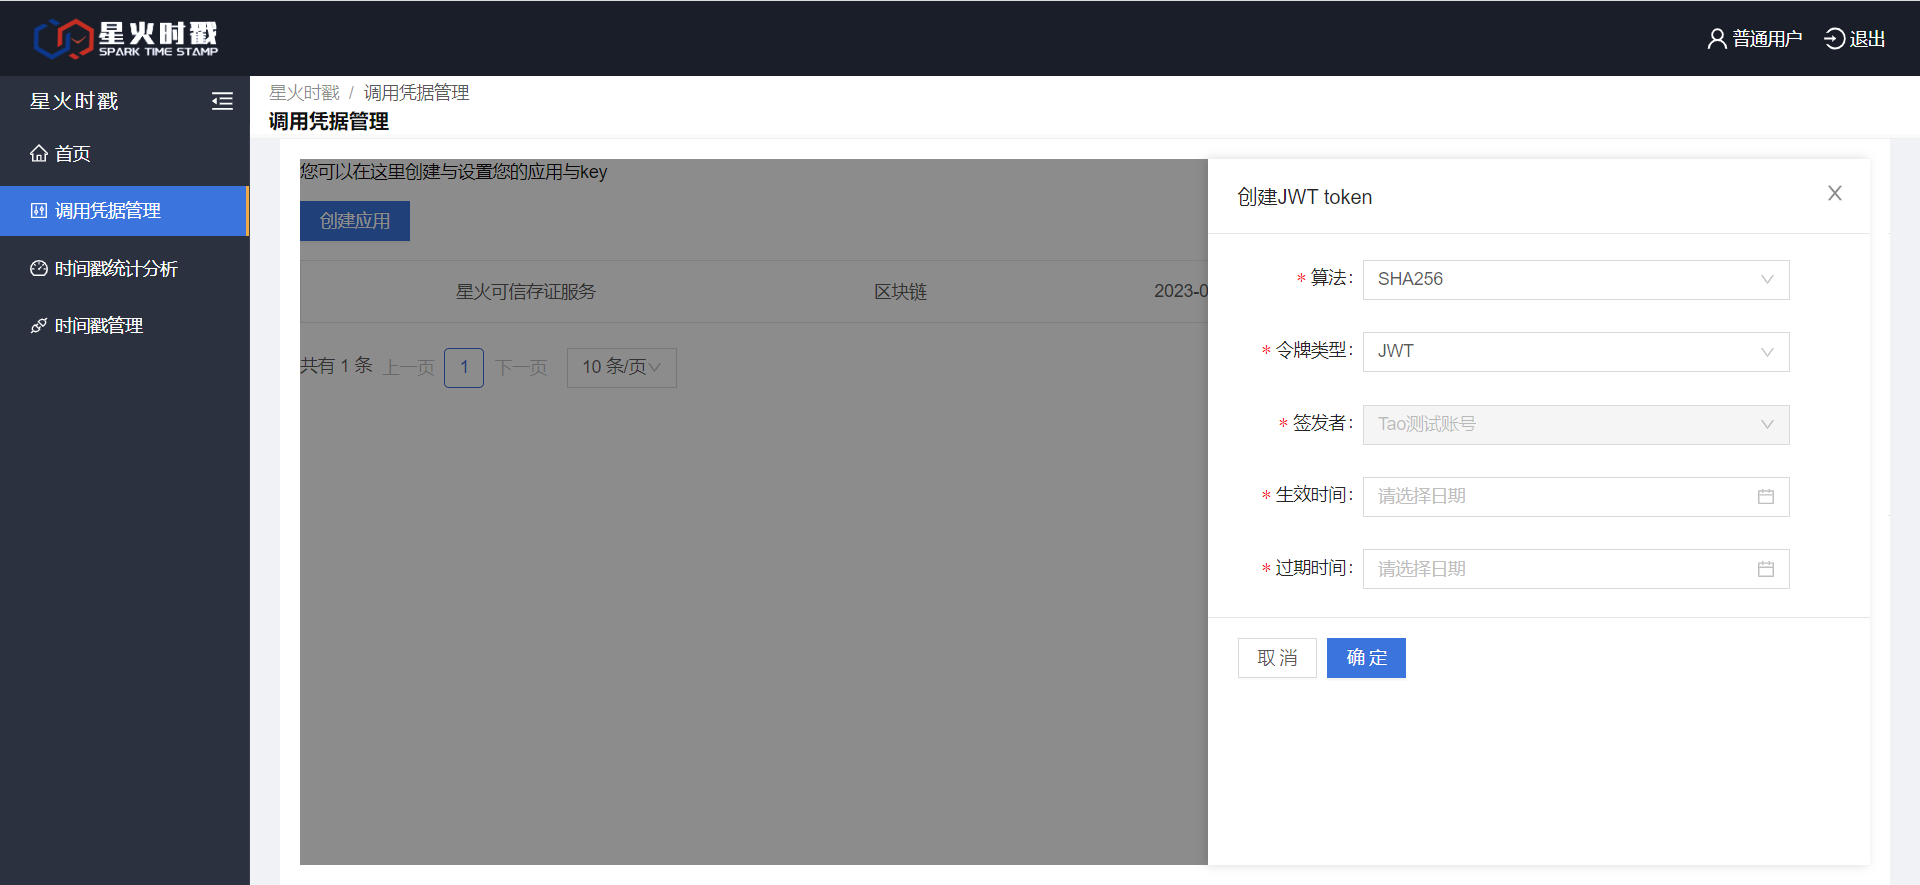 星火时戳
SPARK TIME STAMP
普通用户
退出
星火时戳
首页
调用凭据管理
时间戳统计分析
时间戳管理
星火时戳 / 调用凭据管理
调用凭据管理
您可以在这里创建与设置您的应用与key
创建应用
星火可信存证服务 区块链 2023-0
共有 1 条 上一页 1 下一页 10 条/页
创建JWT token
* 算法: SHA256
* 令牌类型: JWT
* 签发者: Tao测试账号
* 生效时间: 请选择日期
* 过期时间: 请选择日期
取 消 确 定